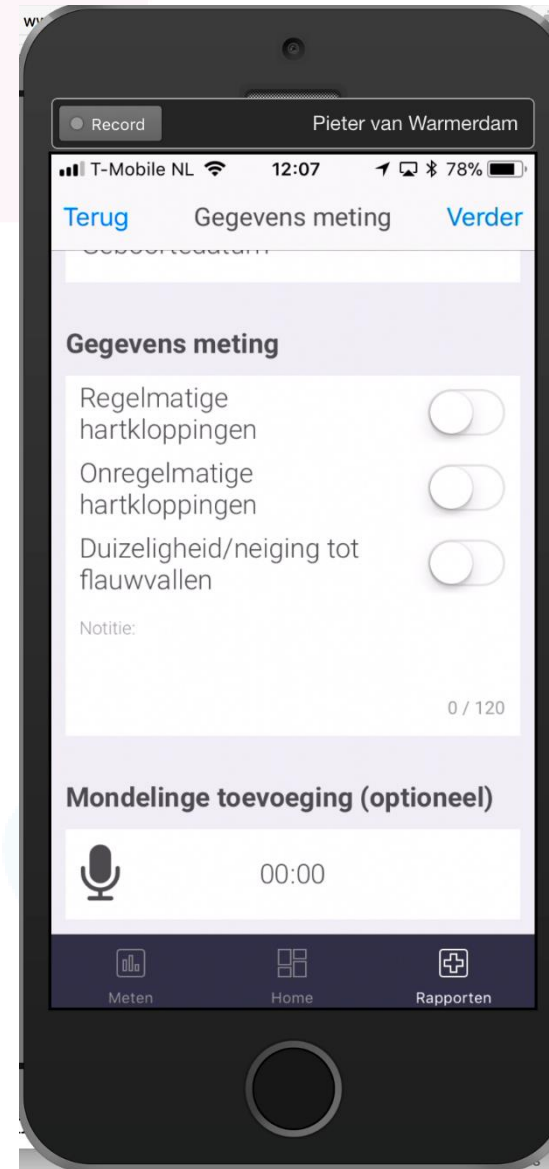 Record
Pieter van Warmerdam
T-Mobile NL 12:07 78%
Terug Gegevens meting Verder
Geboortedatum
Gegevens meting
Regelmatige
hartkloppingen
Onregelmatige
hartkloppingen
Duizeligheid/neiging tot
flauwvallen
Notitie:
0 / 120
Mondelinge toevoeging (optioneel)
00:00
Meten Home Rapporten